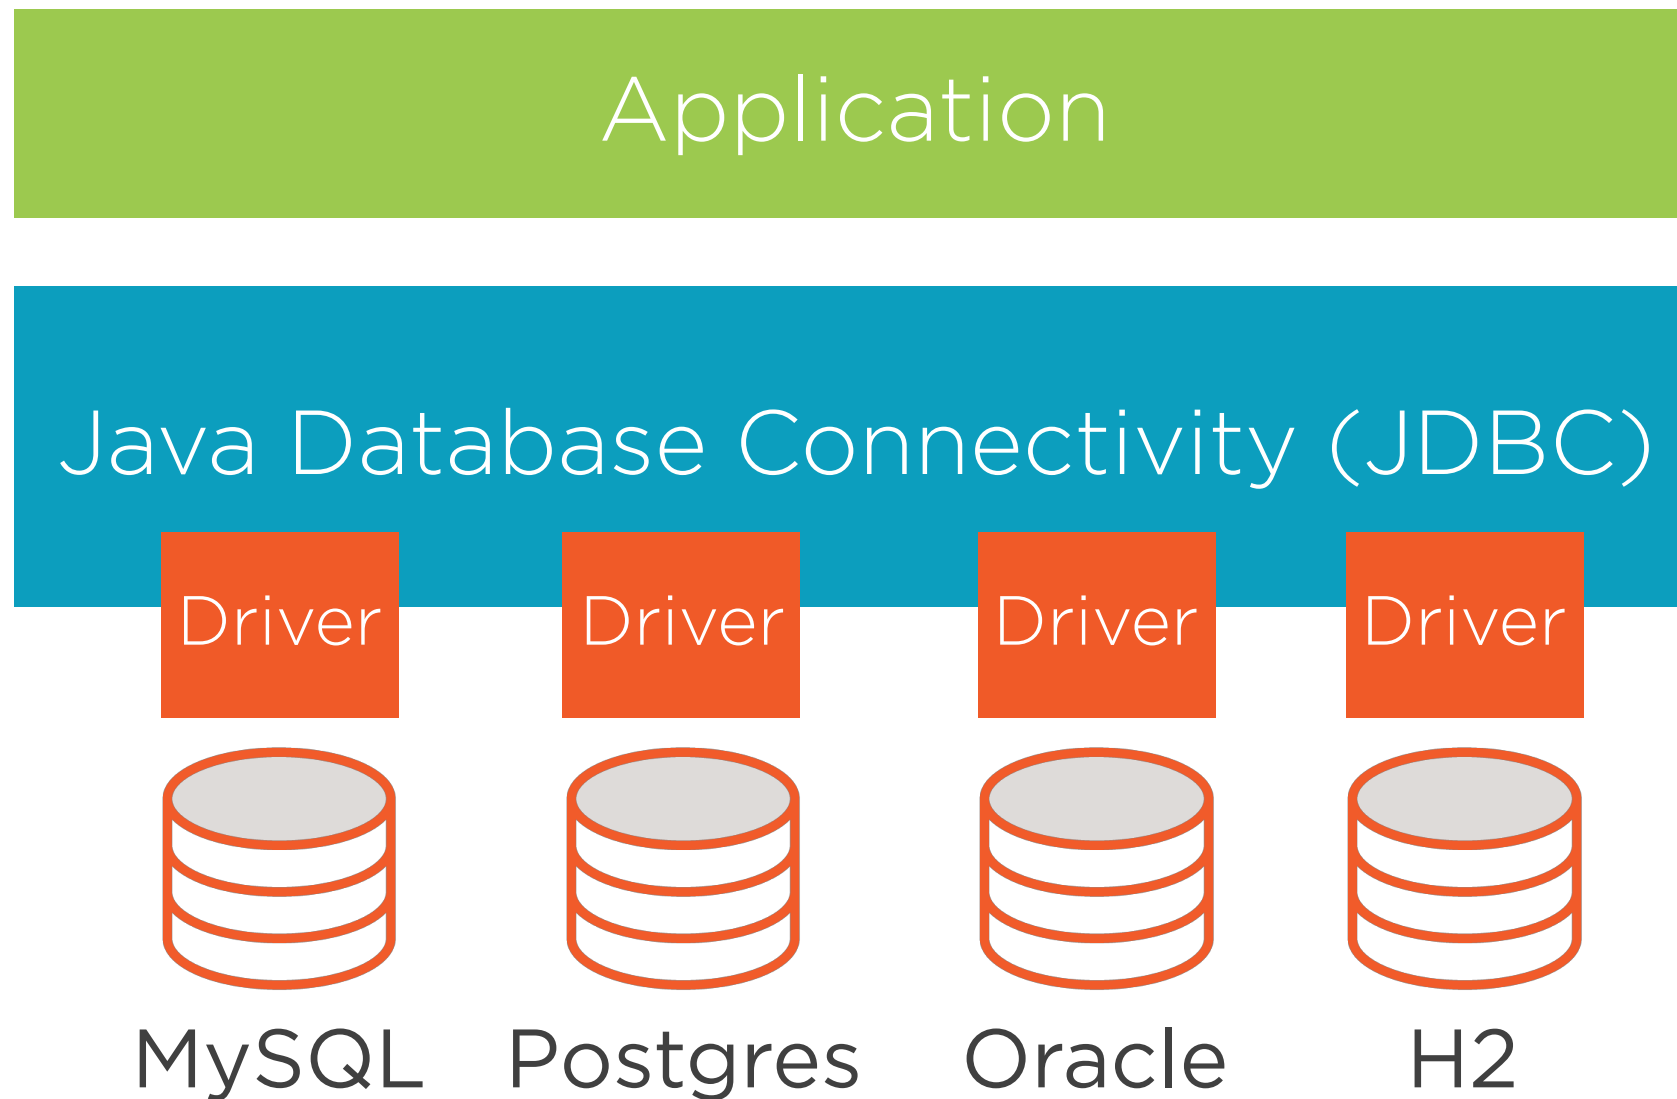 Application
Java Database Connectivity (JDBC)
Driver Driver Driver Driver
MySQL Postgres Oracle H2